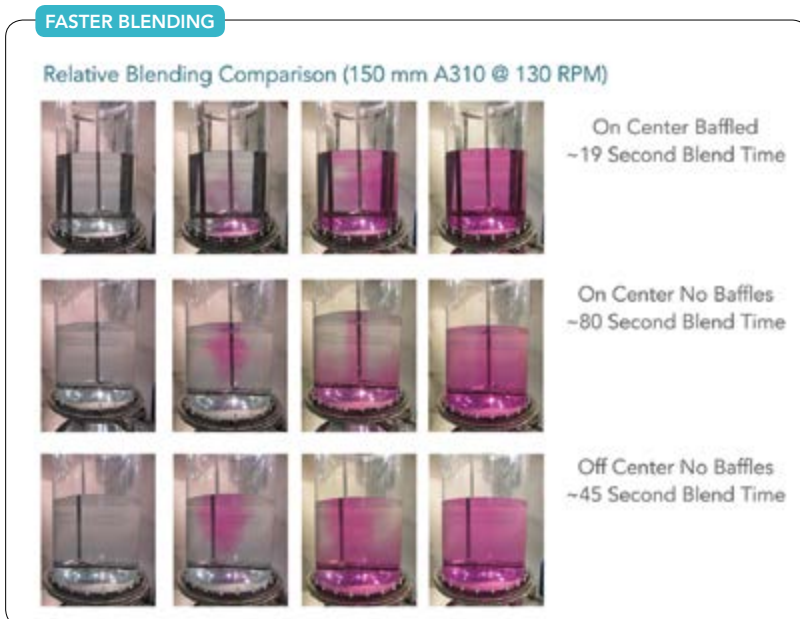 FASTER BLENDING
Relative Blending Comparison (150 mm A310 @ 130 RPM)
On Center Baffled
~19 Second Blend Time
On Center No Baffles
~80 Second Blend Time
Off Center No Baffles
~45 Second Blend Time